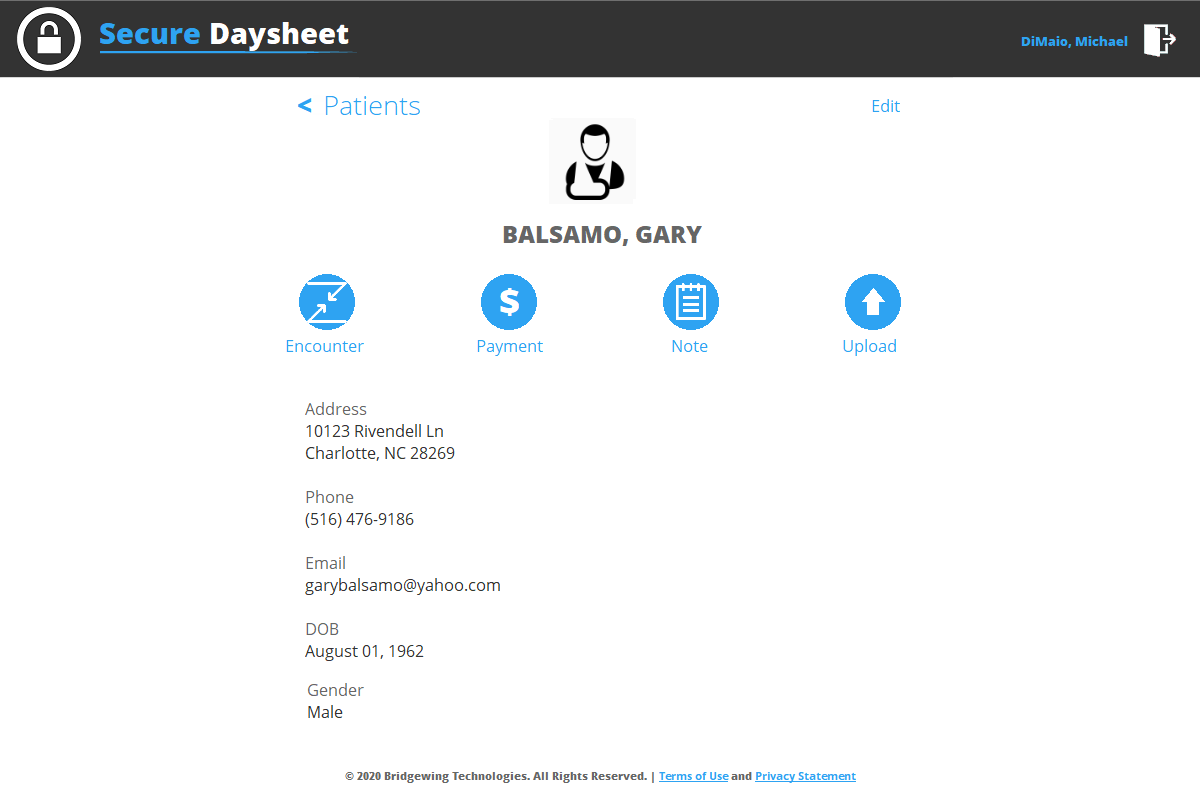 Secure Daysheet
DiMaio, Michael
< Patients
Edit
BALSAMO, GARY
$
Encounter
Payment
Note
Upload
Address
10123 Rivendell Ln
Charlotte, NC 28269
Phone
(516) 476-9186
Email
garybalsamo@yahoo.com
DOB
August 01, 1962
Gender
Male
© 2020 Bridgewing Technologies. All Rights Reserved. | Terms of Use and Privacy Statement